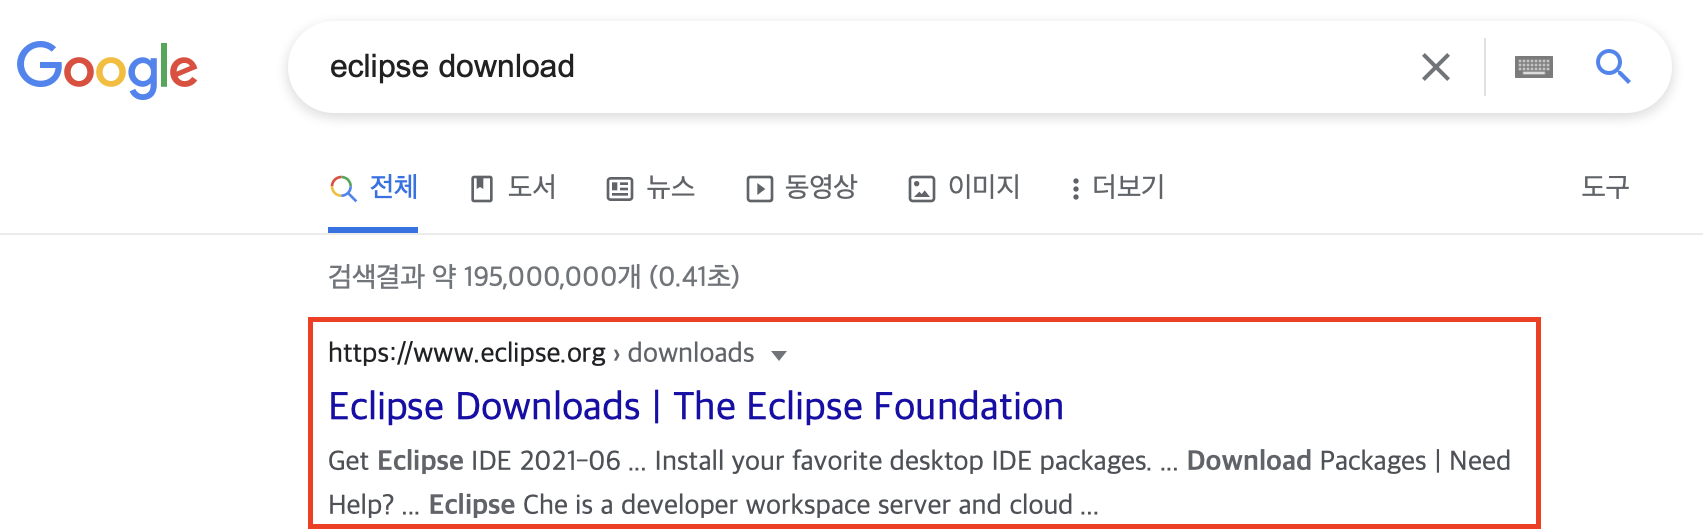 Google
eclipse download
전체 도서 뉴스 동영상 이미지 더보기 도구
검색결과 약 195,000,000개 (0.41초)
https://www.eclipse.org › downloads
Eclipse Downloads | The Eclipse Foundation
Get Eclipse IDE 2021-06 ... Install your favorite desktop IDE packages. ... Download Packages | Need
Help? ... Eclipse Che is a developer workspace server and cloud ...